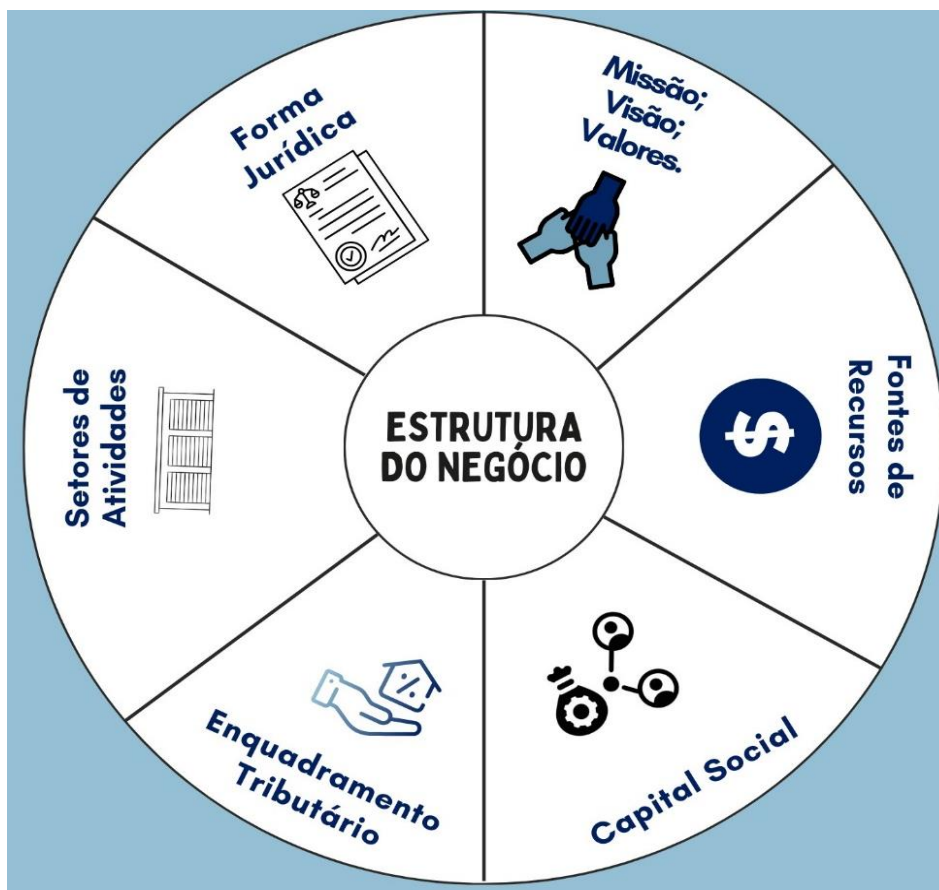 Missão;
Visão;
Valores.
Fontes de
Recursos
Capital Social
Enquadramento
Tributário
Setores de
Atividades
Forma
Jurídica
ESTRUTURA
DO NEGÓCIO
$
%